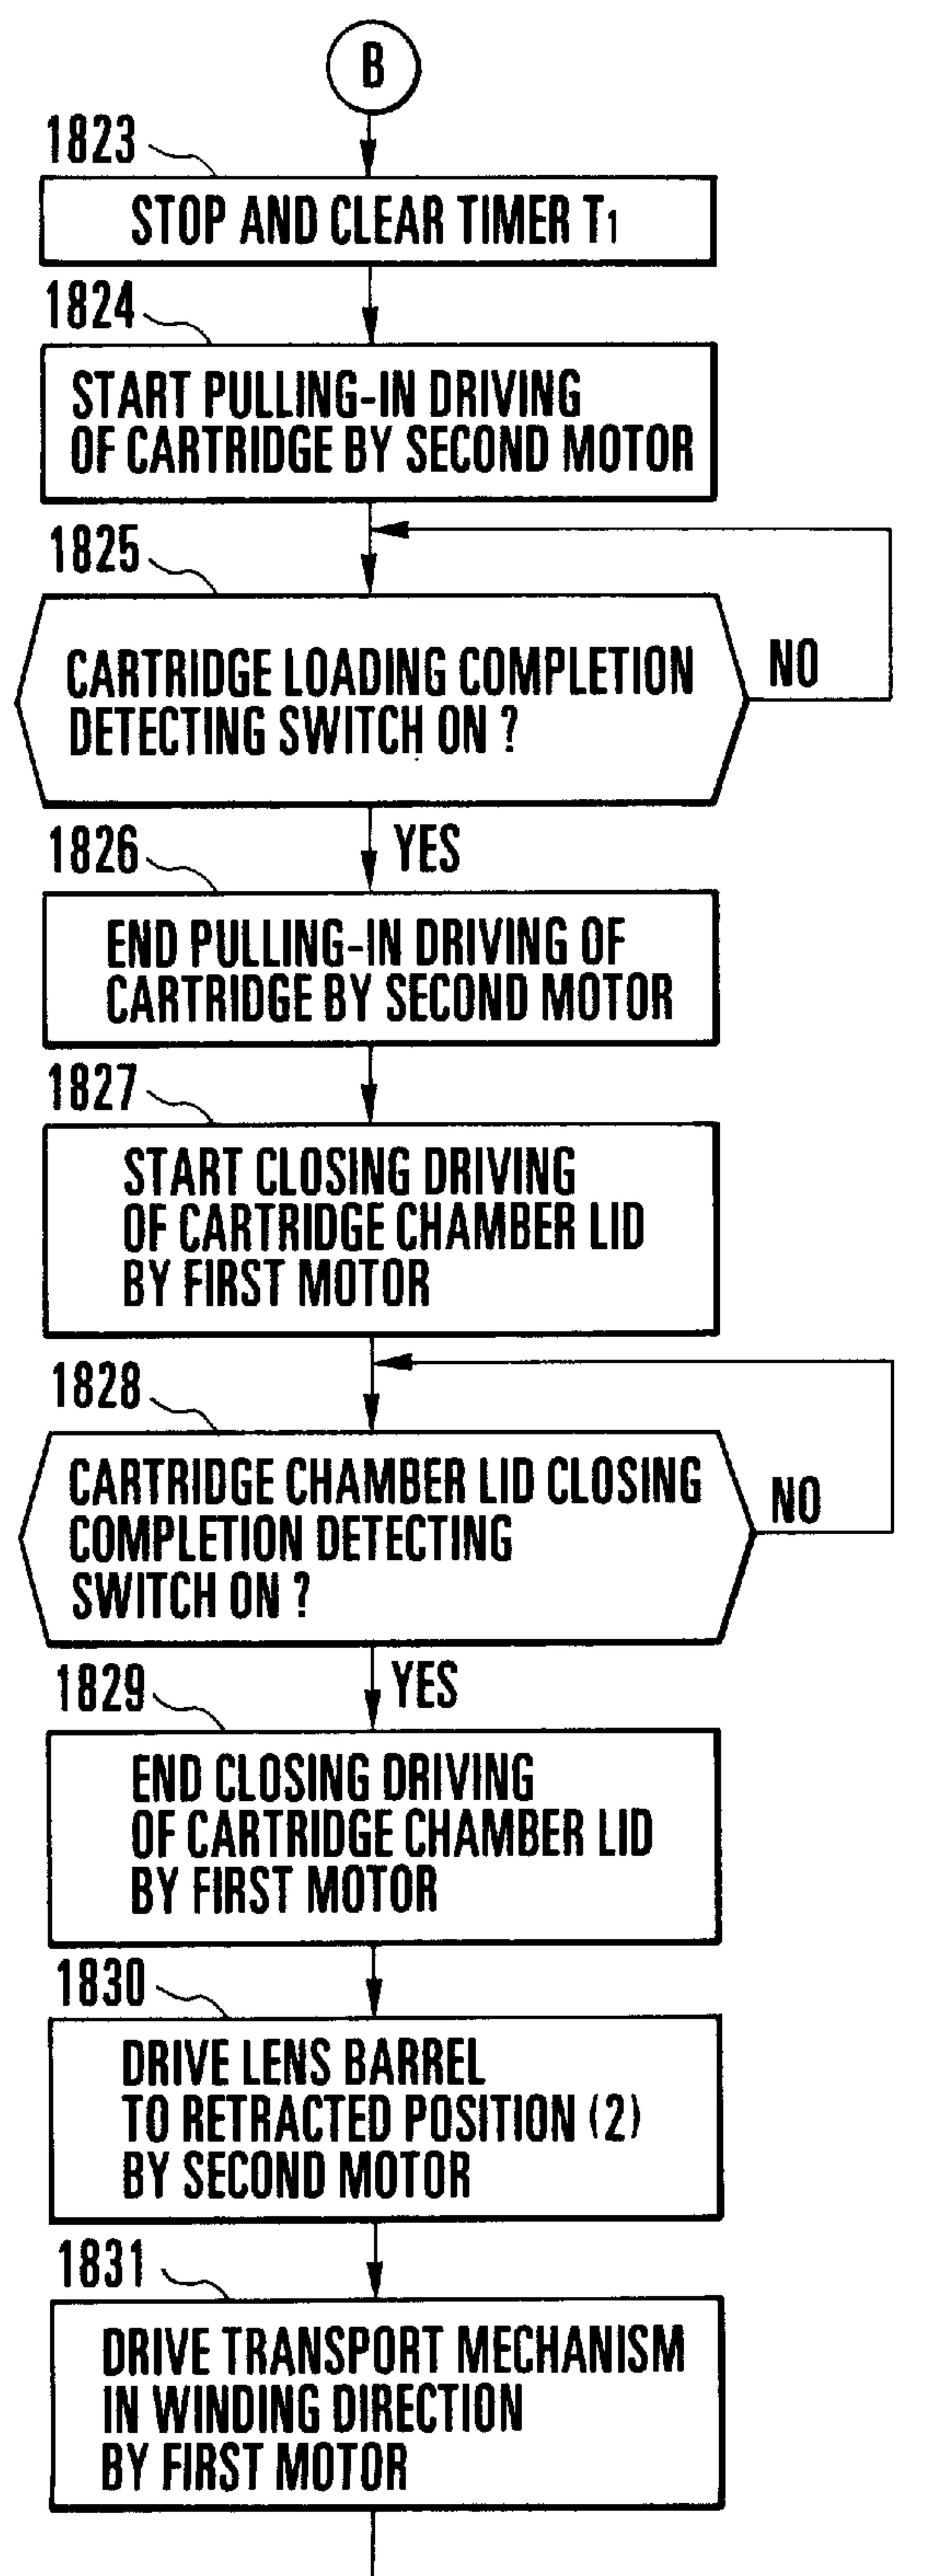 B
1823
STOP AND CLEAR TIMER T1
1824
START PULLING-IN DRIVING
OF CARTRIDGE BY SECOND MOTOR
1825
CARTRIDGE LOADING COMPLETION
DETECTING SWITCH ON ?
NO
YES
1826
END PULLING-IN DRIVING OF
CARTRIDGE BY SECOND MOTOR
1827
START CLOSING DRIVING
OF CARTRIDGE CHAMBER LID
BY FIRST MOTOR
1828
CARTRIDGE CHAMBER LID CLOSING
COMPLETION DETECTING
SWITCH ON ?
NO
YES
1829
END CLOSING DRIVING
OF CARTRIDGE CHAMBER LID
BY FIRST MOTOR
1830
DRIVE LENS BARREL
TO RETRACTED POSITION (2)
BY SECOND MOTOR
1831
DRIVE TRANSPORT MECHANISM
IN WINDING DIRECTION
BY FIRST MOTOR